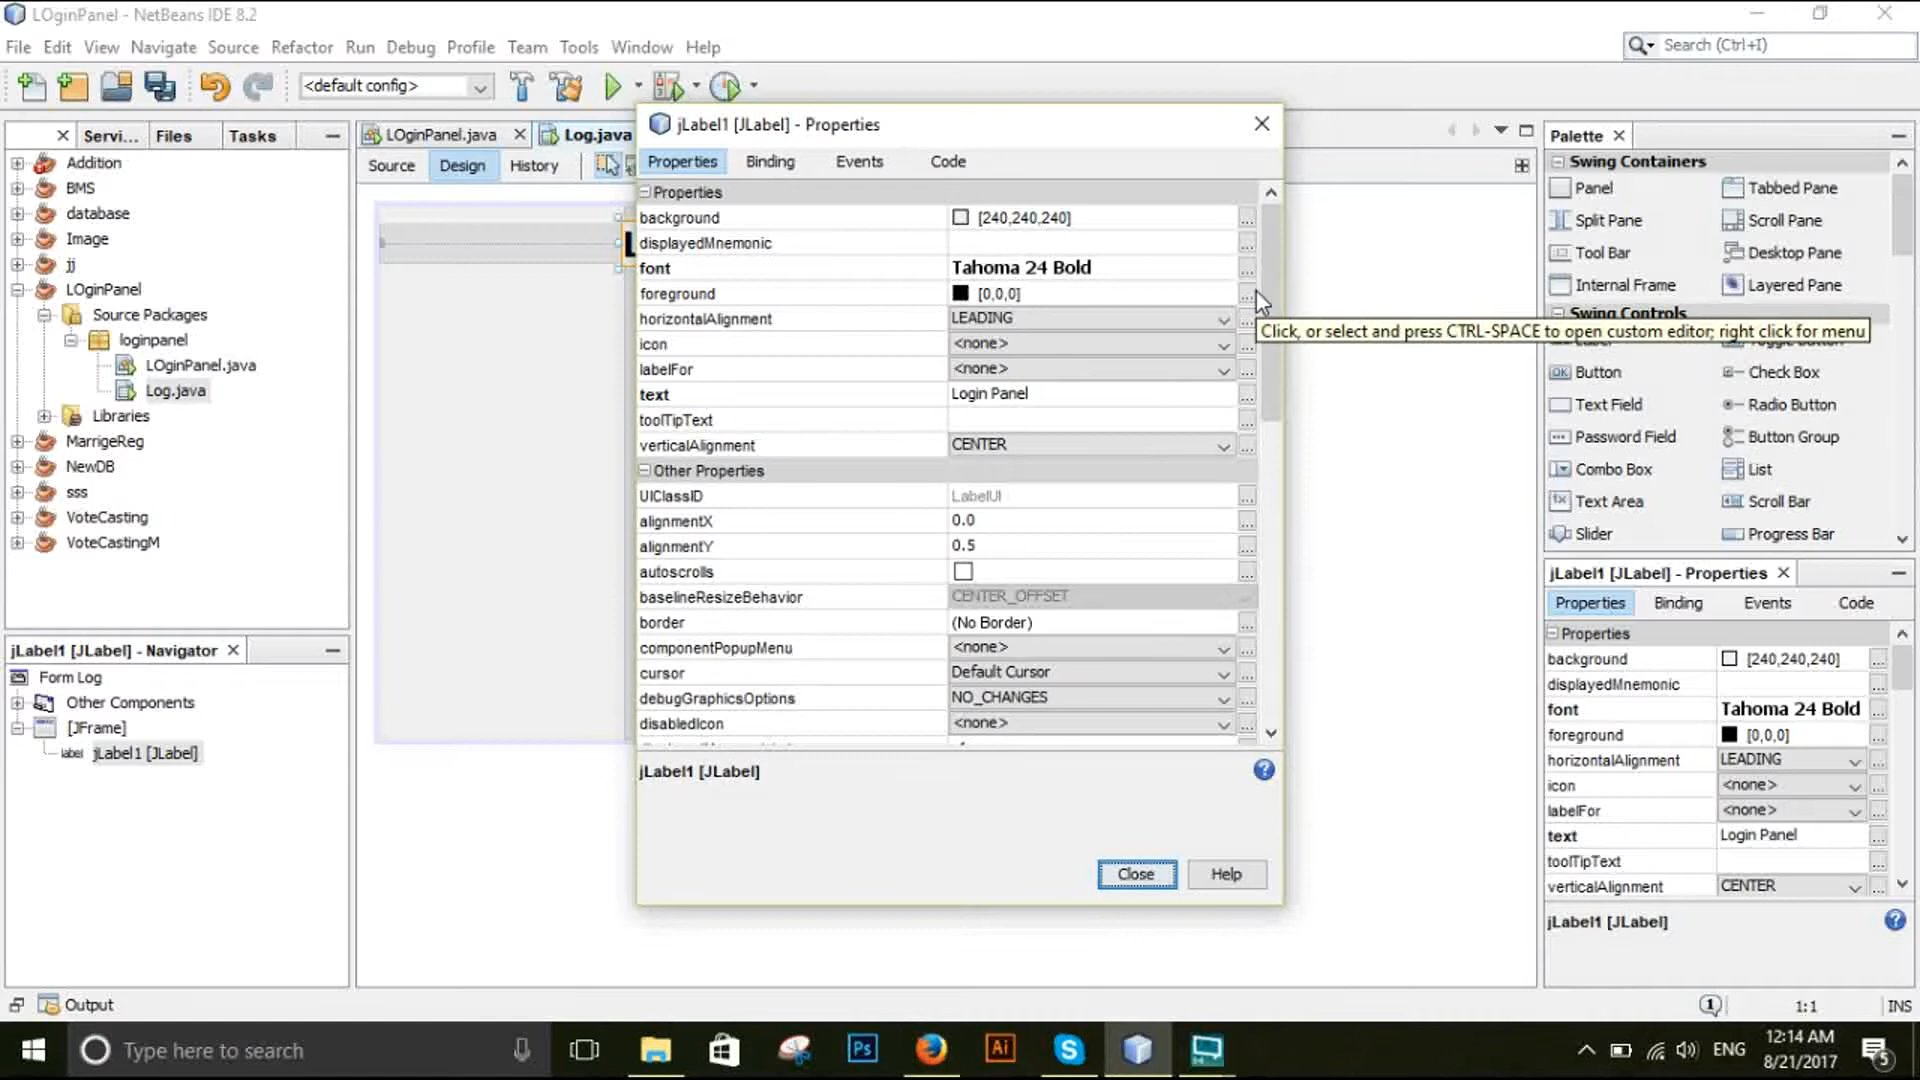 LOginPanel - NetBeans IDE 8.2
File Edit View Navigate Source Refactor Run Debug Profile Team Tools Window Help
Search (Ctrl+I)
<default config>
Servi... Files Tasks
Addition
BMS
database
Image
jj
LOginPanel
Source Packages
loginpanel
LOginPanel.java
Log.java
Libraries
MarrigeReg
NewDB
sss
VoteCasting
VoteCastingM
jLabel1 [JLabel] - Navigator
Form Log
Other Components
[JFrame]
label jLabel1 [JLabel]
Output
LOginPanel.java Log.java
Source Design History
jLabel1 [JLabel] - Properties
Properties Binding Events Code
Properties
background [240,240,240] ...
displayedMnemonic ...
font Tahoma 24 Bold ...
foreground [0,0,0] ...
horizontalAlignment LEADING ...
icon <none> ...
labelFor <none> ...
text Login Panel ...
toolTipText ...
verticalAlignment CENTER ...
Other Properties
UIClassID LabelUI ...
alignmentX 0.0 ...
alignmentY 0.5 ...
autoscrolls ...
baselineResizeBehavior CENTER_OFFSET ...
border (No Border) ...
componentPopupMenu <none> ...
cursor Default Cursor ...
debugGraphicsOptions NO_CHANGES ...
disabledIcon <none> ...
jLabel1 [JLabel]
Close Help
Click, or select and press CTRL-SPACE to open custom editor; right click for menu
Palette
Swing Containers
Panel Tabbed Pane
Split Pane Scroll Pane
Tool Bar Desktop Pane
Internal Frame Layered Pane
Swing Controls
Button Check Box
Text Field Radio Button
Password Field Button Group
Combo Box List
Text Area Scroll Bar
Slider Progress Bar
jLabel1 [JLabel] - Properties
Properties Binding Events Code
Properties
background [240,240,240] ...
displayedMnemonic ...
font Tahoma 24 Bold ...
foreground [0,0,0] ...
horizontalAlignment LEADING ...
icon <none> ...
labelFor <none> ...
text Login Panel ...
toolTipText ...
verticalAlignment CENTER ...
jLabel1 [JLabel]
1 1:1 INS
Type here to search
Ps
Ai
ENG
12:14 AM
8/21/2017
5